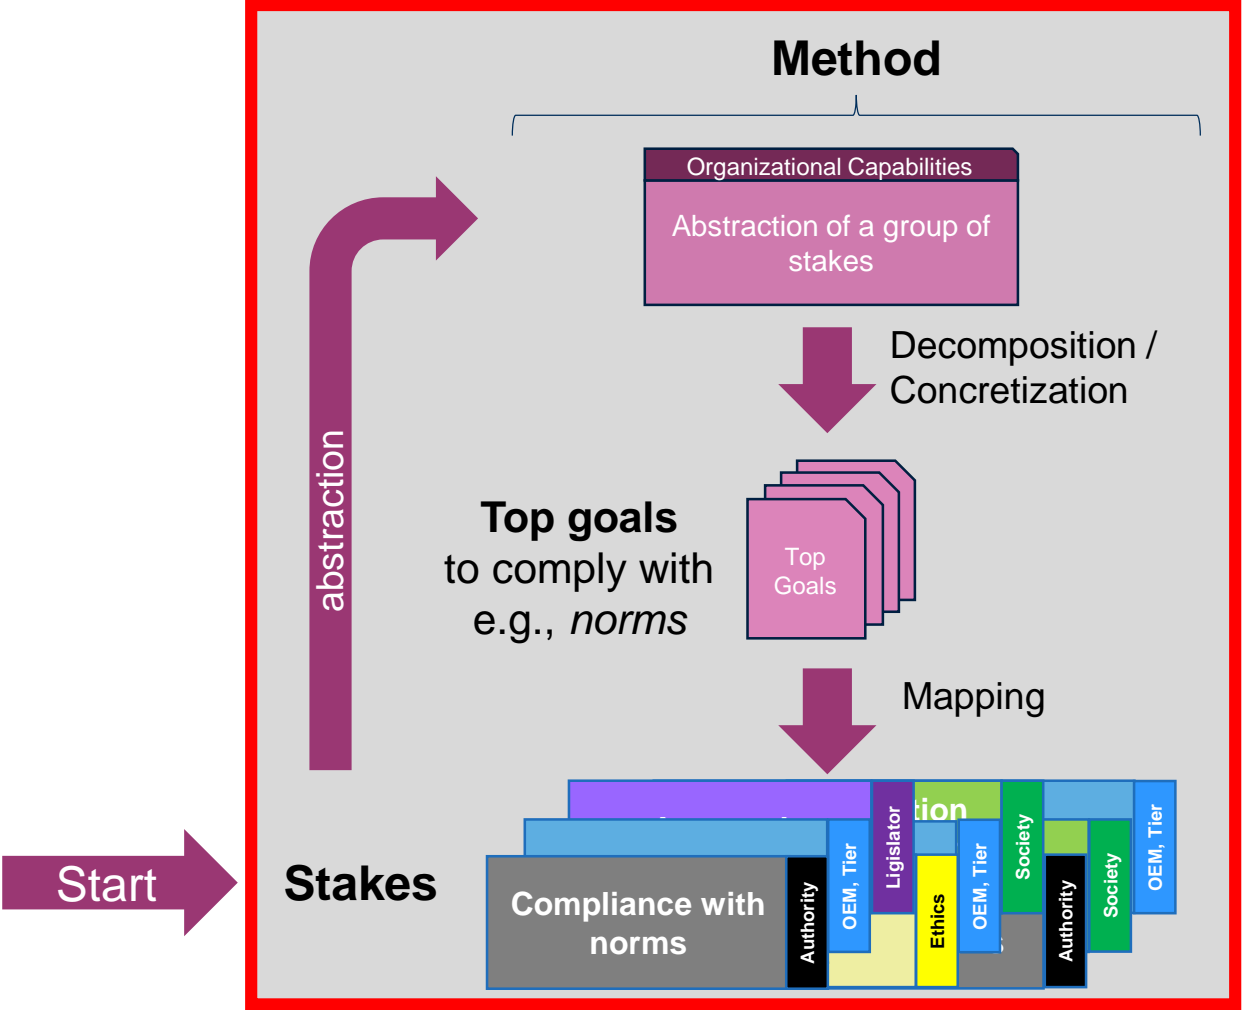 Method
Organizational Capabilities
Abstraction of a group of
stakes
Decomposition /
Concretization
abstraction
Top goals
to comply with
e.g., norms
Top
Goals
Mapping
Start
Stakes
Compliance with
norms
Authority
OEM, Tier
Ligislator
tion
Ethics
OEM, Tier
Society
Authority
Society
OEM, Tier